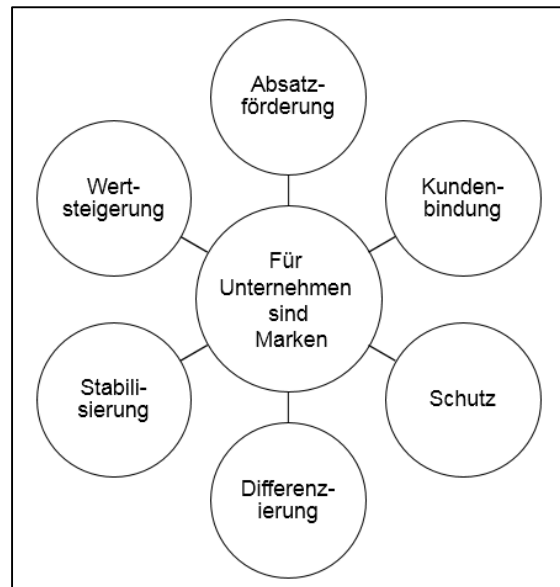 Absatz-
förderung
Wert-
steigerung
Kunden-
bindung
Für
Unternehmen
sind
Marken
Stabili-
sierung
Schutz
Differenz-
ierung